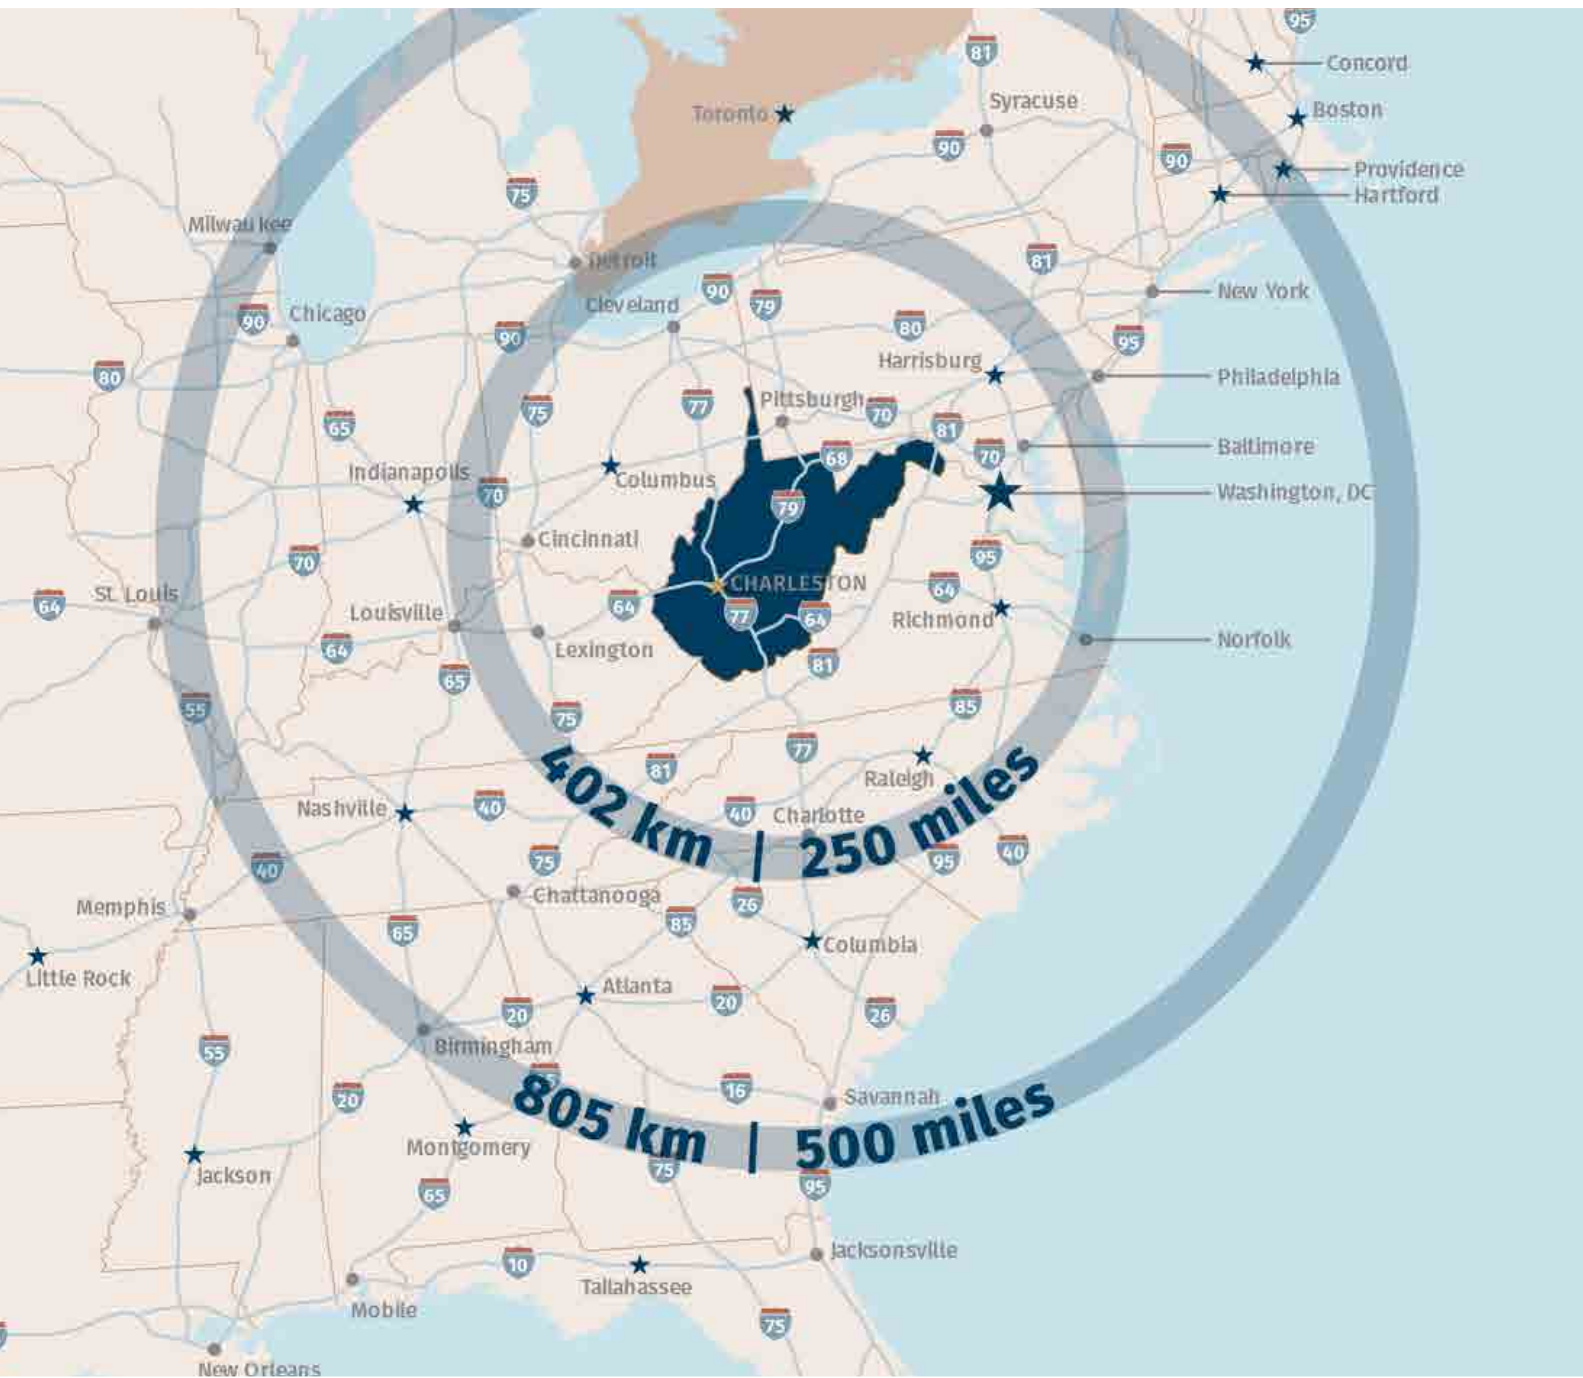 95
81
Concord
Syracuse
Boston
Toronto
90
90
Providence
75
Hartford
Milwaukee
81
Detroit
90
79
New York
Cleveland
90
Chicago
80
90
95
Harrisburg
80
Philadelphia
75
77
Pittsburgh
70
65
81
Baltimore
68
70
Indianapolis
Columbus
70
Washington, DC
79
Cincinnati
95
70
CHARLESTON
64
St. Louis
64
64
Louisville
77
64
Richmond
Norfolk
64
Lexington
81
65
55
75
85
77
81
Raleigh
Nashville
40
40
Charlotte
402 km | 250 miles
75
95
40
40
Chattanooga
26
Memphis
85
65
Columbia
Little Rock
Atlanta
20
20
26
Birmingham
55
16
20
Savannah
805 km | 500 miles
Montgomery
75
Jackson
95
65
Jacksonsville
10
Tallahassee
Mobile
75
New Orleans